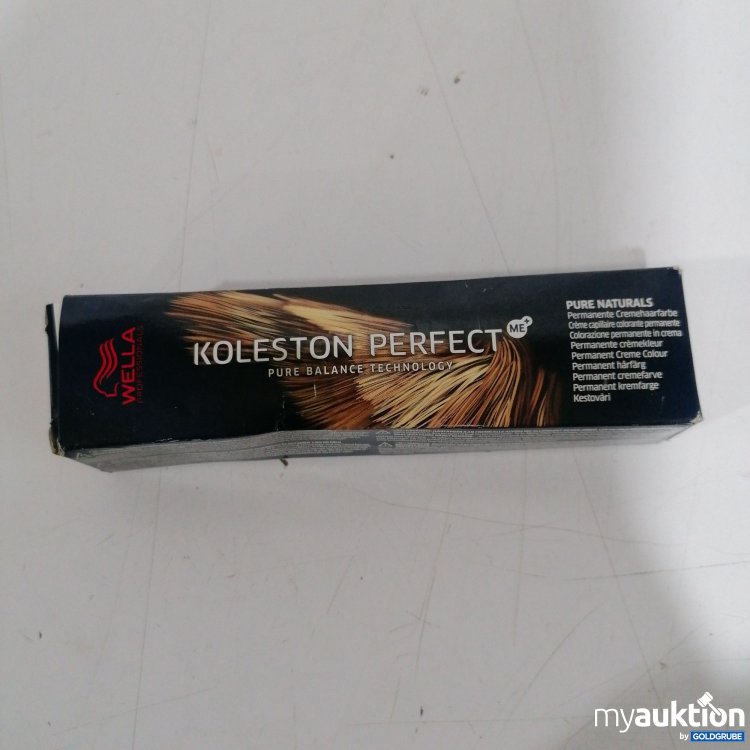 WELLA
PROFESSIONALS
KOLESTON PERFECT ME+
PURE BALANCE TECHNOLOGY
PURE NATURALS
Permanente Cremehaarfarbe
Crème capillaire colorante permanente
Colorazione permanente in crema
Permanente crèmekleur
Permanent Creme Colour
Permanent hårfärg
Permanent cremefarve
Permanent kremfarge
Kestoväri
myauktion
by GOLDGRUBE